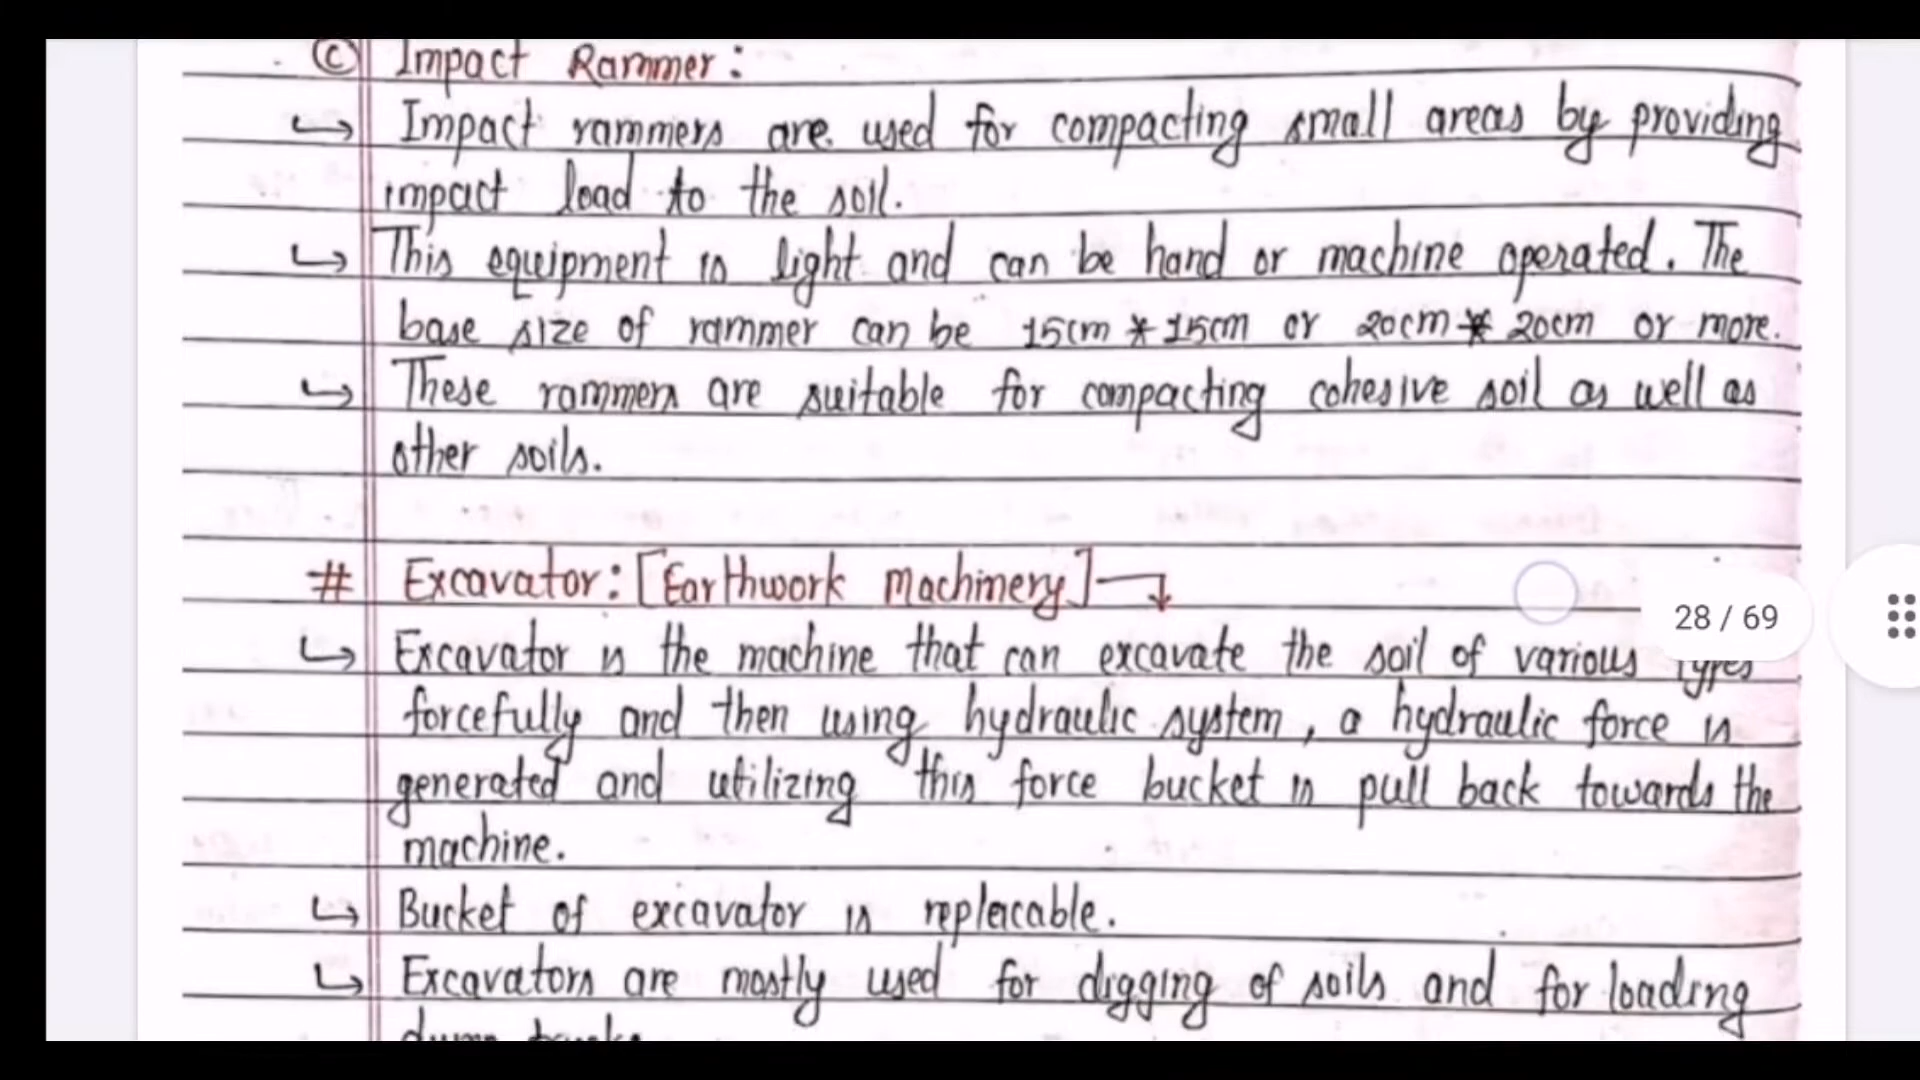 © Impact Rammer:
↳ Impact rammers are used for compacting small areas by providing
impact load to the soil.
↳ This equipment is light and can be hand or machine operated. The
base size of rammer can be 15cm * 15cm or 20cm * 20cm or more.
↳ These rammers are suitable for compacting cohesive soil as well as
other soils.
# Excavator: [Earthwork Machinery]
28 / 69
↳ Excavator is the machine that can excavate the soil of various types
forcefully and then using hydraulic system, a hydraulic force is
generated and utilizing this force bucket is pull back towards the
machine.
↳ Bucket of excavator is replacable.
↳ Excavators are mostly used for digging of soils and for loading
dump trucks